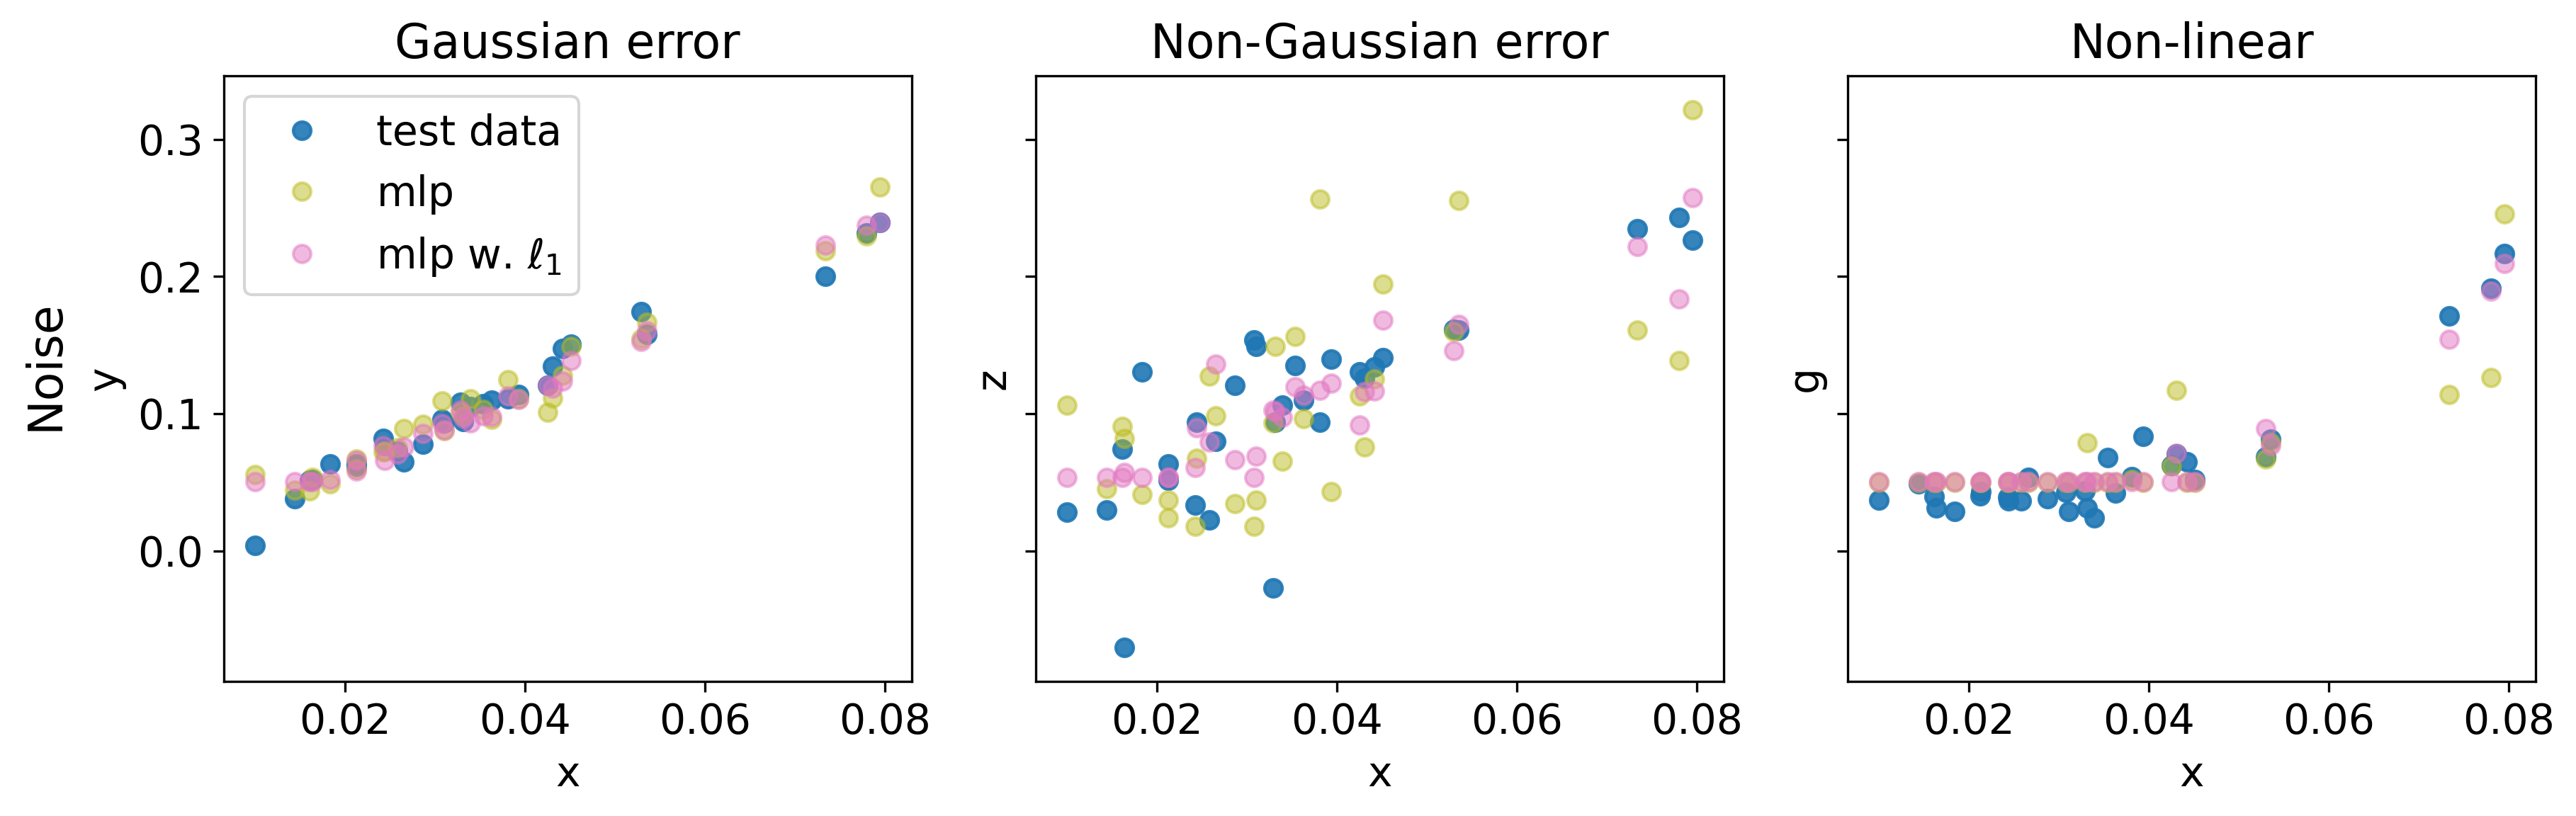 Gaussian error
Non-Gaussian error
Non-linear
test data
mlp
mlp w. ℓ₁
Noise
y
0.3
0.2
0.1
0.0
0.02 0.04 0.06 0.08
x
z
0.02 0.04 0.06 0.08
x
g
0.02 0.04 0.06 0.08
x